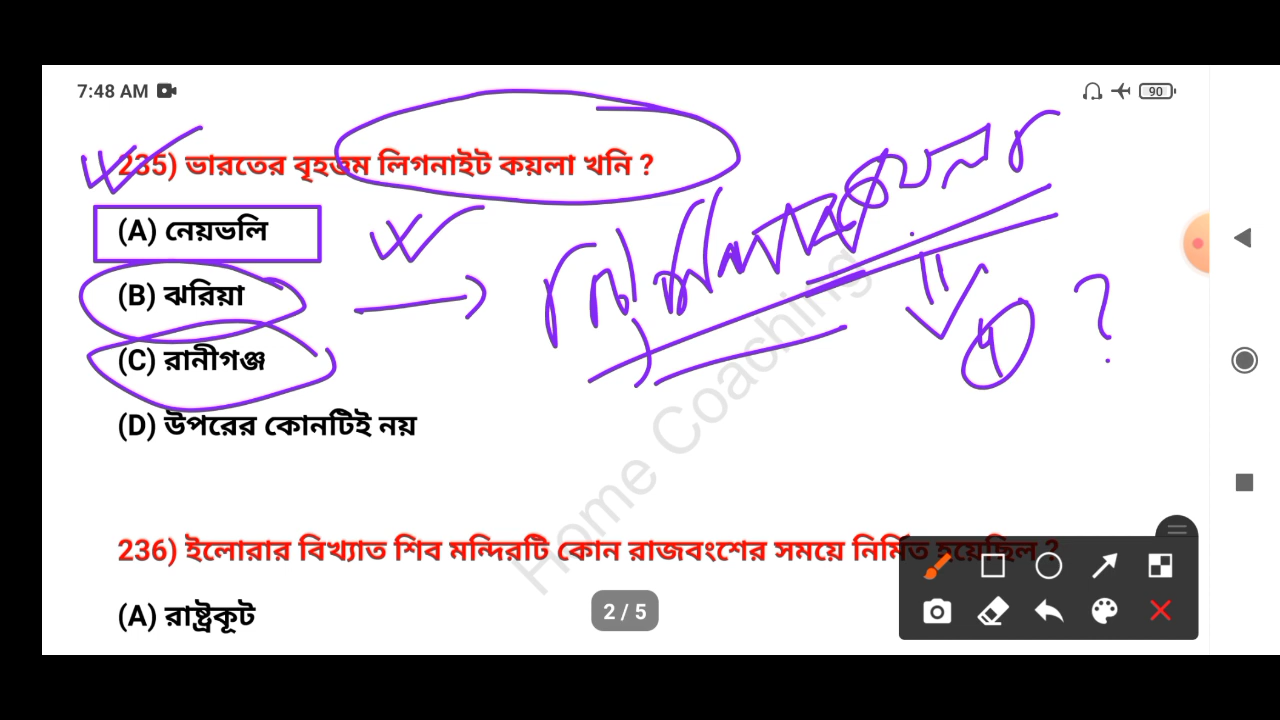 7:48 AM
90
235) ভারতের বৃহত্তম লিগনাইট কয়লা খনি ?
(A) নেয়ভলি
(B) ঝরিয়া
(C) রানীগঞ্জ
(D) উপরের কোনটিই নয়
?
Home Coaching
236) ইলোরার বিখ্যাত শিব মন্দিরটি কোন রাজবংশের সময়ে নির্মিত হয়েছিল ?
(A) রাষ্ট্রকূট
2 / 5